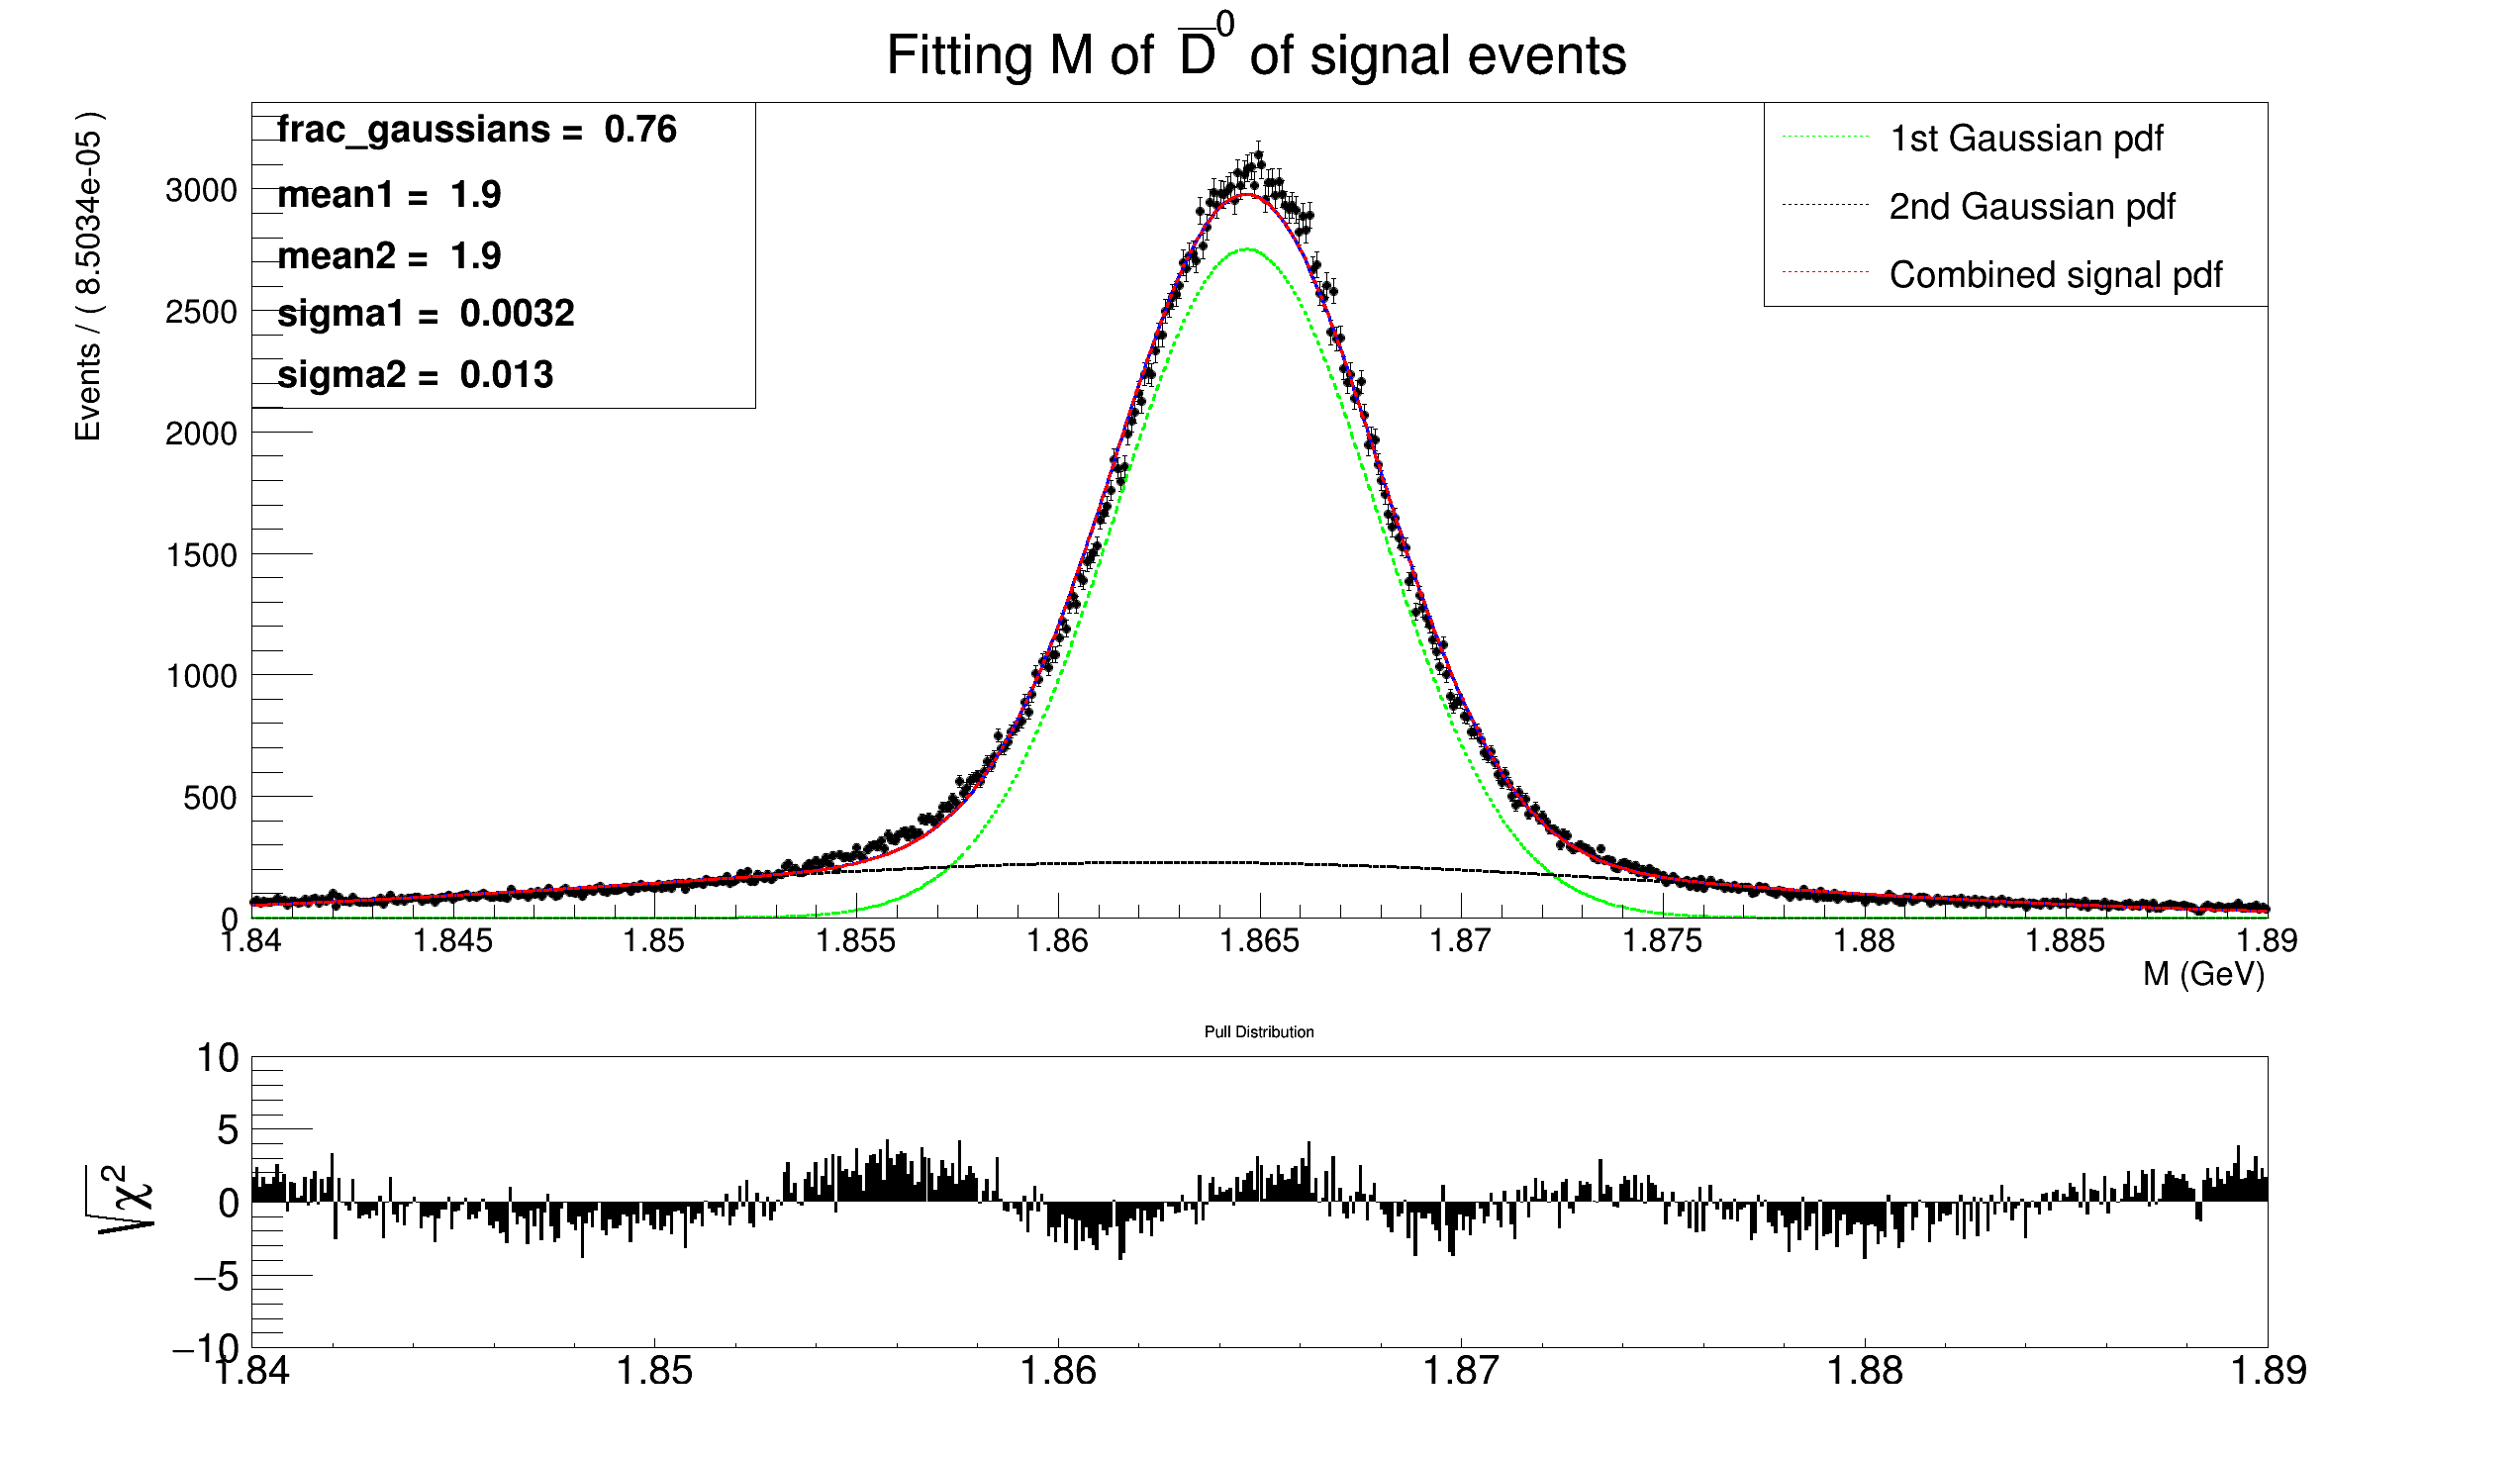 Fitting M of D̅⁰ of signal events
Events / ( 8.5034e-05 )
frac_gaussians = 0.76
mean1 = 1.9
mean2 = 1.9
sigma1 = 0.0032
sigma2 = 0.013
1st Gaussian pdf
2nd Gaussian pdf
Combined signal pdf
3000
2500
2000
1500
1000
500
0
1.84 1.845 1.85 1.855 1.86 1.865 1.87 1.875 1.88 1.885 1.89
M (GeV)
Pull Distribution
√χ²
10
5
0
−5
−10
1.84 1.85 1.86 1.87 1.88 1.89